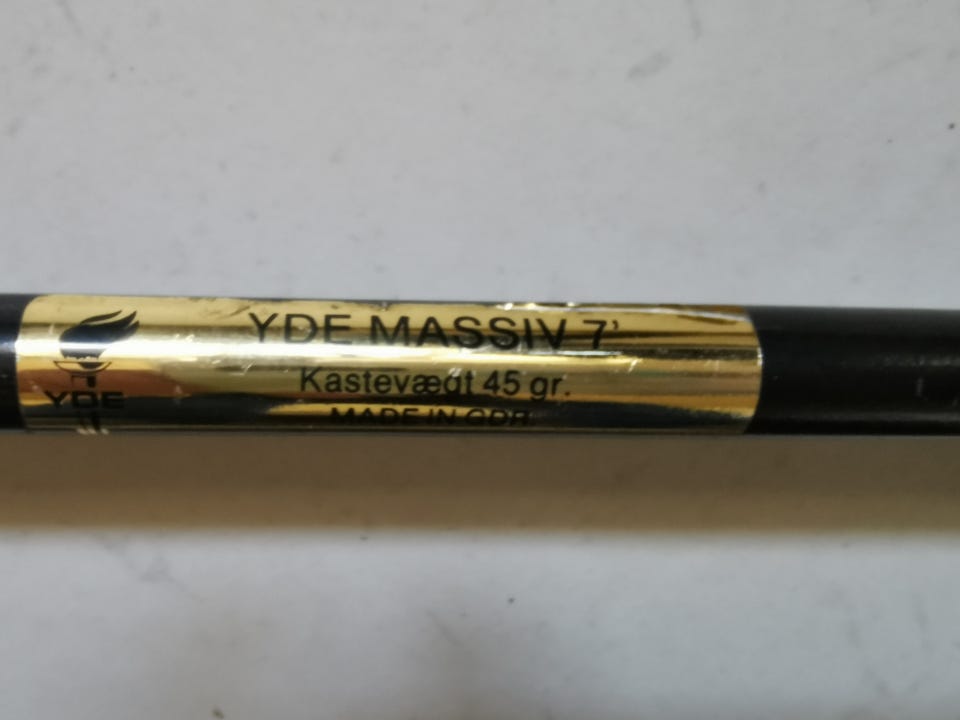 YDE MASSIV 7'
Kastevægt 45 gr.
MADE IN GDR
YDE